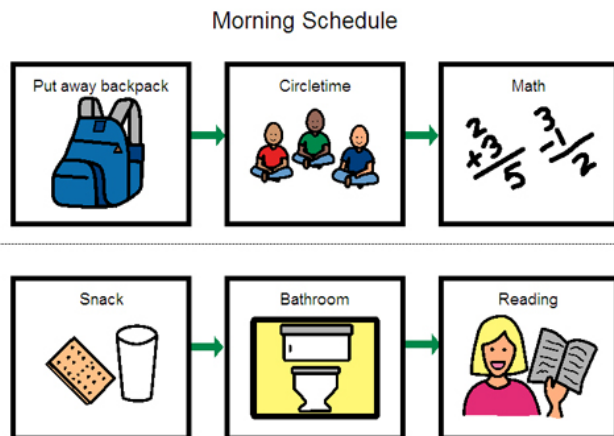 Morning Schedule
Put away backpack
Circletime
Math
2
+3
5
3
-1
2
Snack
Bathroom
Reading